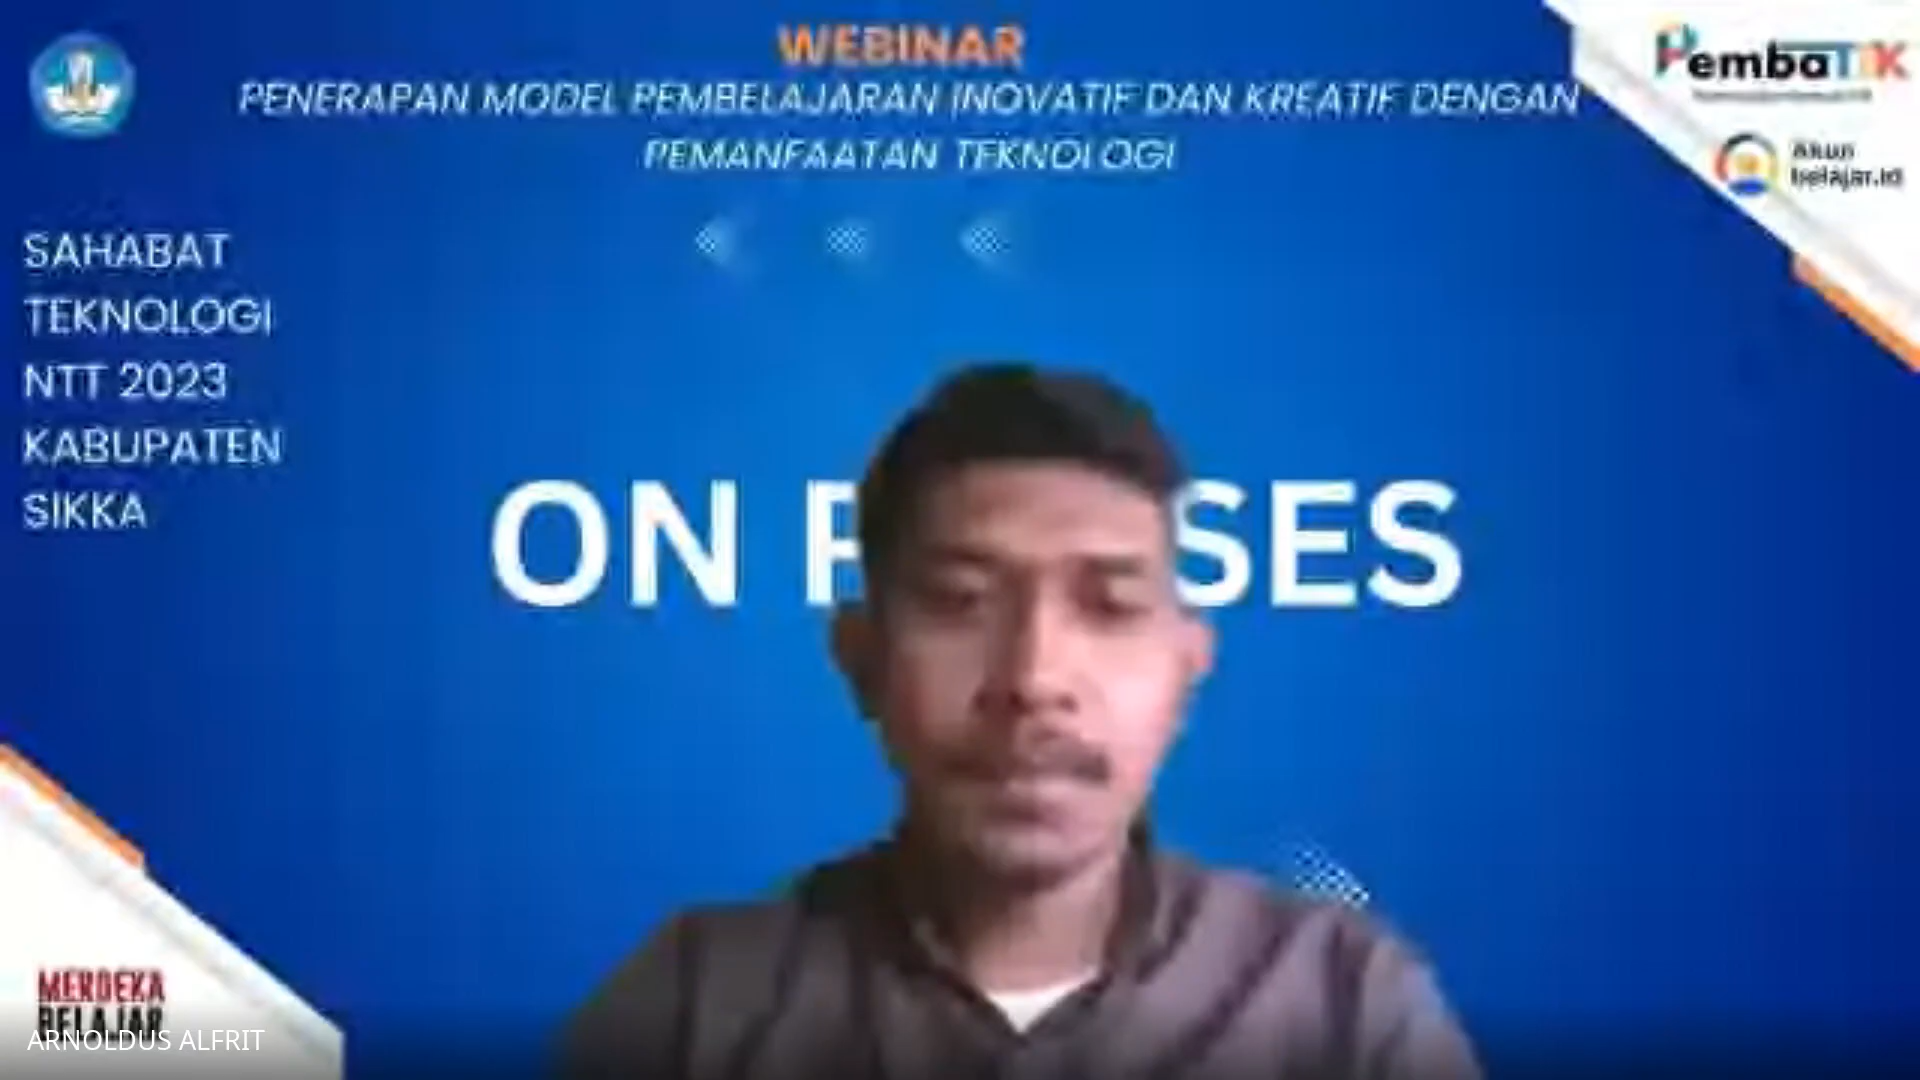 WEBINAR
PENERAPAN MODEL PEMBELAJARAN INOVATIF DAN KREATIF DENGAN
PEMANFAATAN TEKNOLOGI
PembaTIK
Akun
belajar.id
SAHABAT
TEKNOLOGI
NTT 2023
KABUPATEN
SIKKA
ON P SES
MERDEKA
BELAJAR
ARNOLDUS ALFRIT